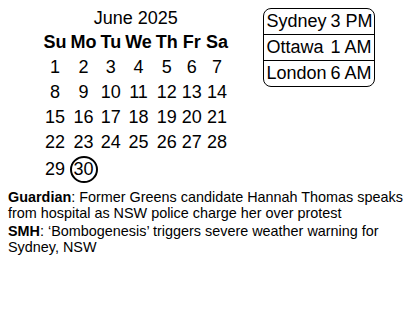 June 2025
Su Mo Tu We Th Fr Sa
1 2 3 4 5 6 7
8 9 10 11 12 13 14
15 16 17 18 19 20 21
22 23 24 25 26 27 28
29 30
Sydney 3 PM
Ottawa 1 AM
London 6 AM
Guardian: Former Greens candidate Hannah Thomas speaks
from hospital as NSW police charge her over protest
SMH: ‘Bombogenesis’ triggers severe weather warning for
Sydney, NSW